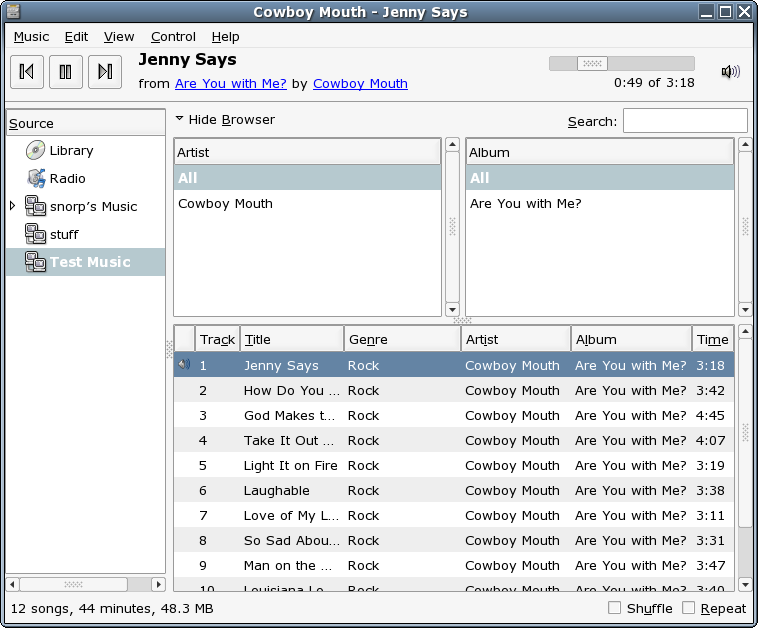 Cowboy Mouth - Jenny Says
Music Edit View Control Help
Jenny Says
from Are You with Me? by Cowboy Mouth
0:49 of 3:18
Source
Library
Radio
snorp's Music
stuff
Test Music
Hide Browser
Search:
Artist
All
Cowboy Mouth
Album
All
Are You with Me?
Track Title Genre Artist Album Time
1 Jenny Says Rock Cowboy Mouth Are You with Me? 3:18
2 How Do You ... Rock Cowboy Mouth Are You with Me? 3:42
3 God Makes t... Rock Cowboy Mouth Are You with Me? 4:45
4 Take It Out ... Rock Cowboy Mouth Are You with Me? 4:07
5 Light It on Fire Rock Cowboy Mouth Are You with Me? 3:19
6 Laughable Rock Cowboy Mouth Are You with Me? 3:38
7 Love of My L... Rock Cowboy Mouth Are You with Me? 3:11
8 So Sad Abou... Rock Cowboy Mouth Are You with Me? 3:31
9 Man on the ... Rock Cowboy Mouth Are You with Me? 3:47
10 Louisiana Lo... Rock Cowboy Mouth Are You with Me? 3:40
12 songs, 44 minutes, 48.3 MB
Shuffle Repeat